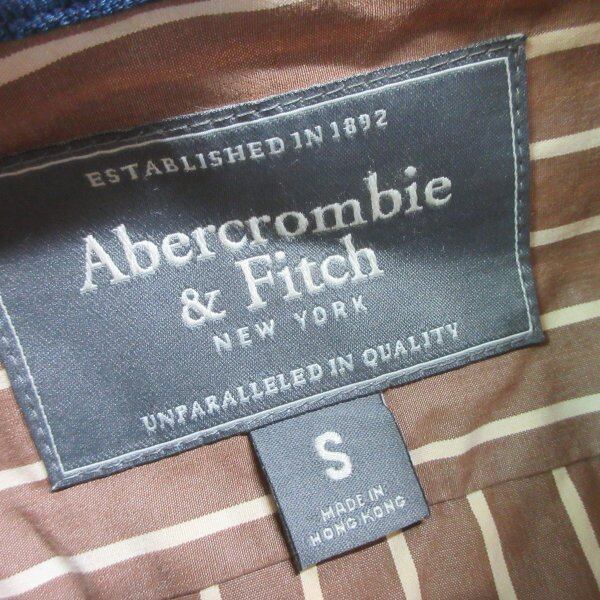 ESTABLISHED IN 1892
Abercrombie
& Fitch
NEW YORK
UNPARALLELED IN QUALITY
S
MADE IN
HONG KONG